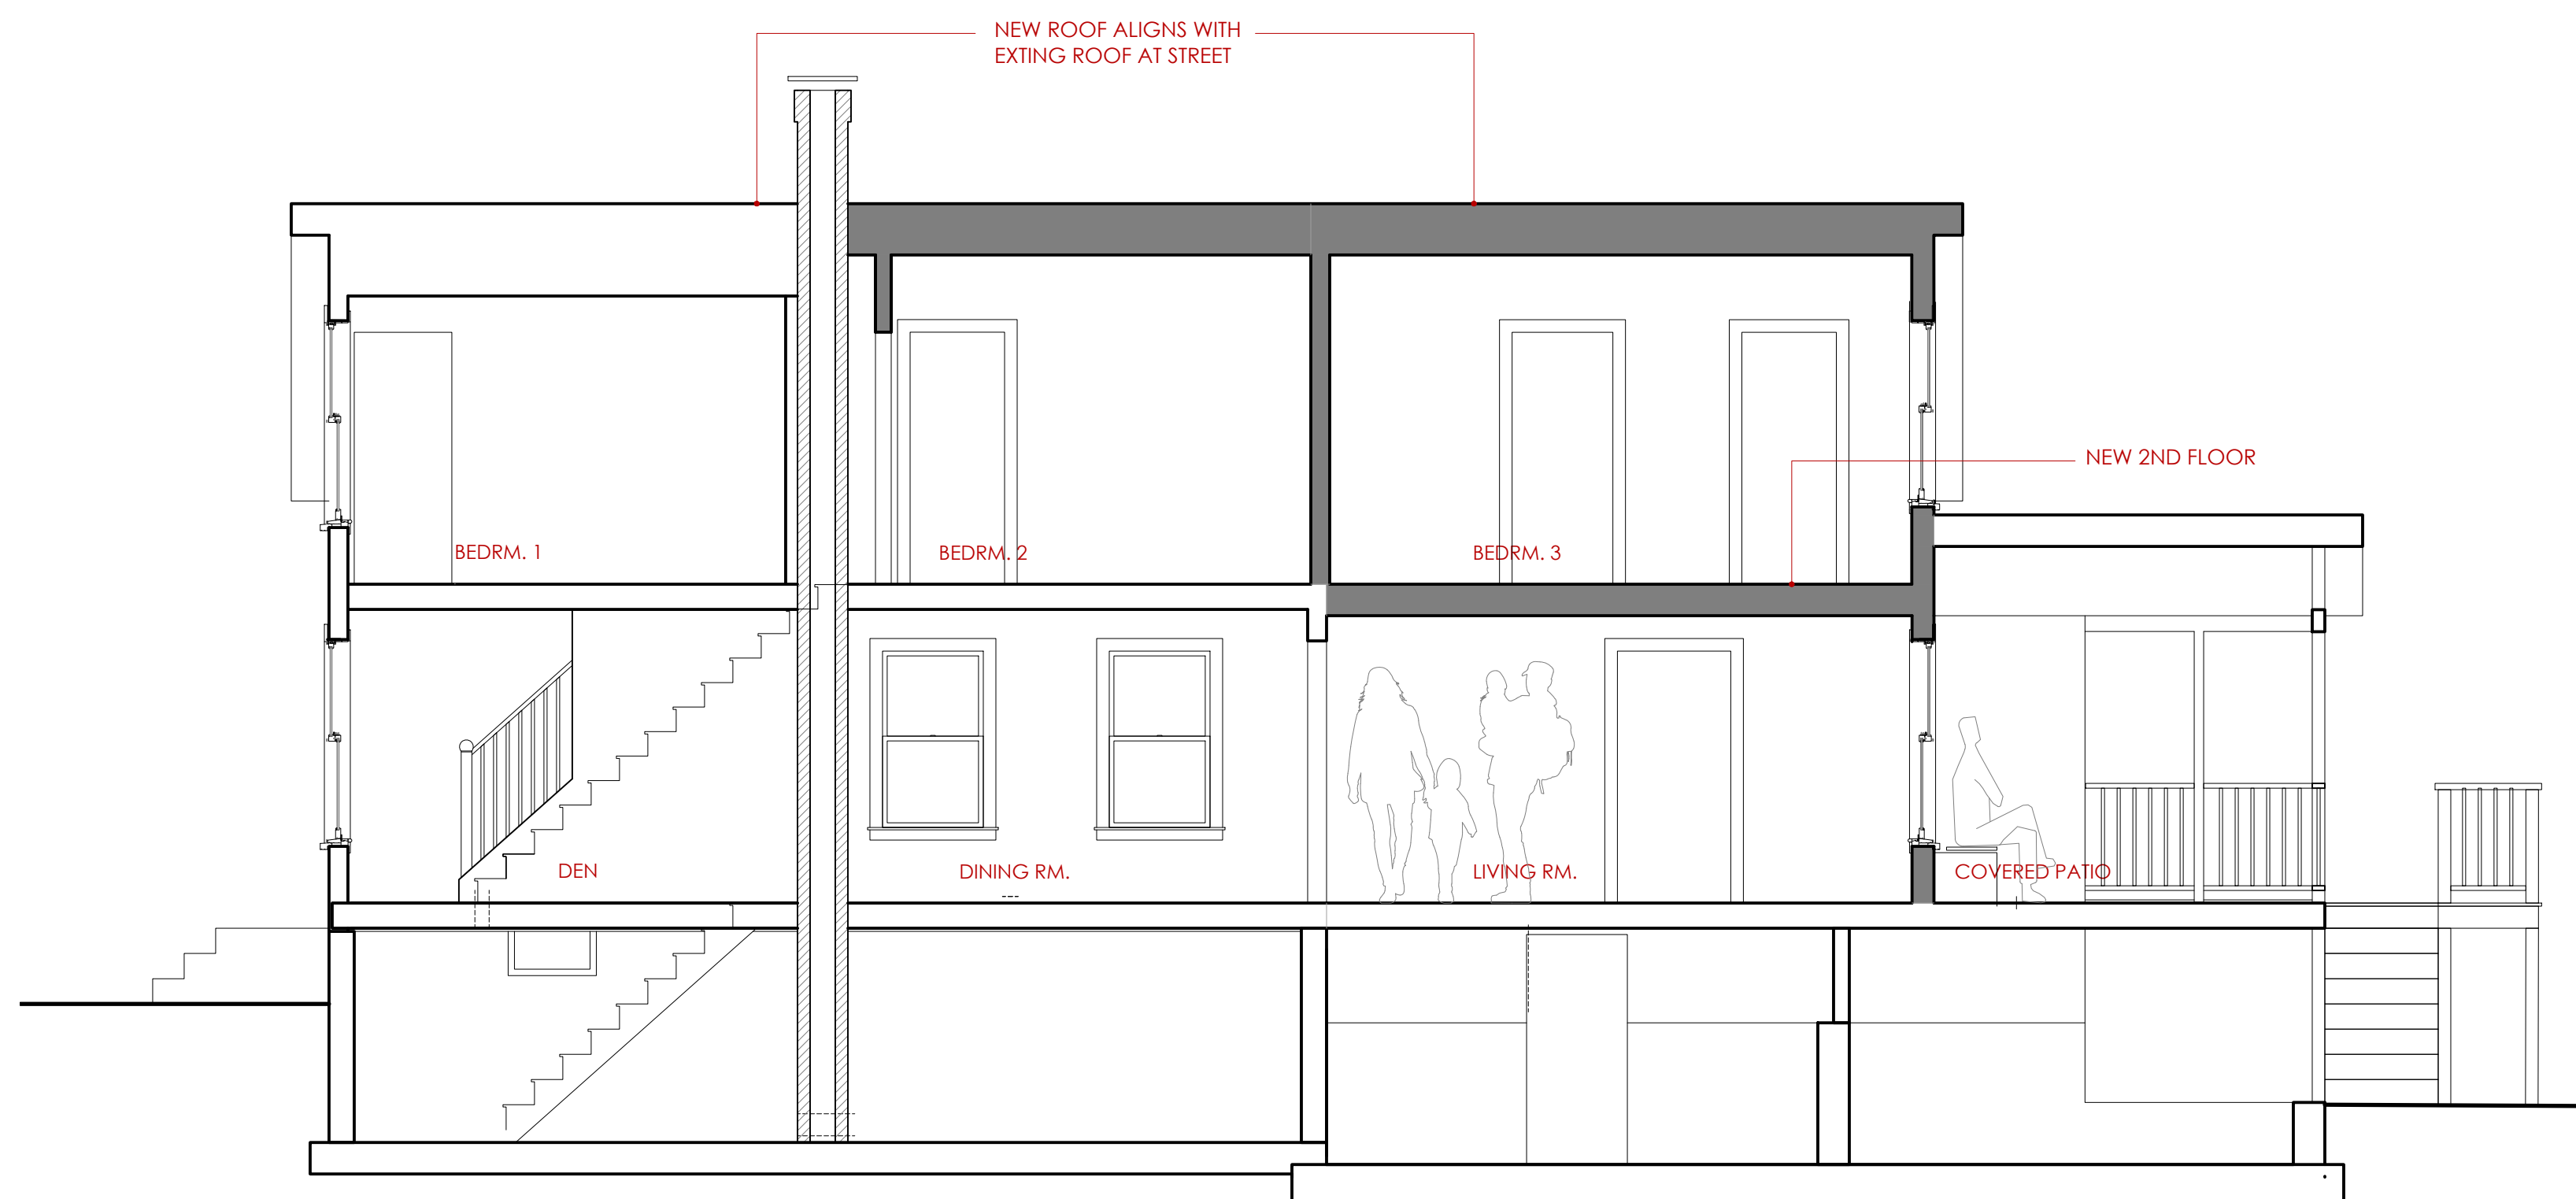 NEW ROOF ALIGNS WITH
EXTING ROOF AT STREET
NEW 2ND FLOOR
BEDRM. 1
BEDRM. 2
BEDRM. 3
DEN
DINING RM.
LIVING RM.
COVERED PATIO